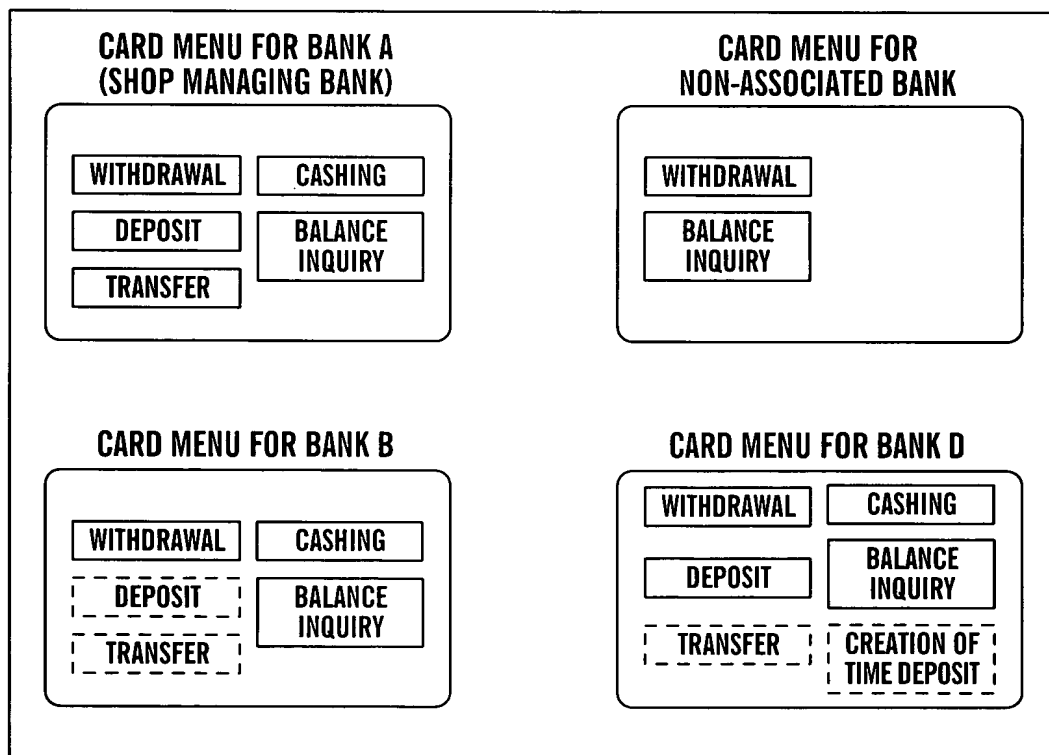 CARD MENU FOR BANK A
(SHOP MANAGING BANK)
WITHDRAWAL
CASHING
DEPOSIT
BALANCE
INQUIRY
TRANSFER
CARD MENU FOR
NON-ASSOCIATED BANK
WITHDRAWAL
BALANCE
INQUIRY
CARD MENU FOR BANK B
WITHDRAWAL
CASHING
DEPOSIT
BALANCE
INQUIRY
TRANSFER
CARD MENU FOR BANK D
WITHDRAWAL
CASHING
DEPOSIT
BALANCE
INQUIRY
TRANSFER
CREATION OF
TIME DEPOSIT